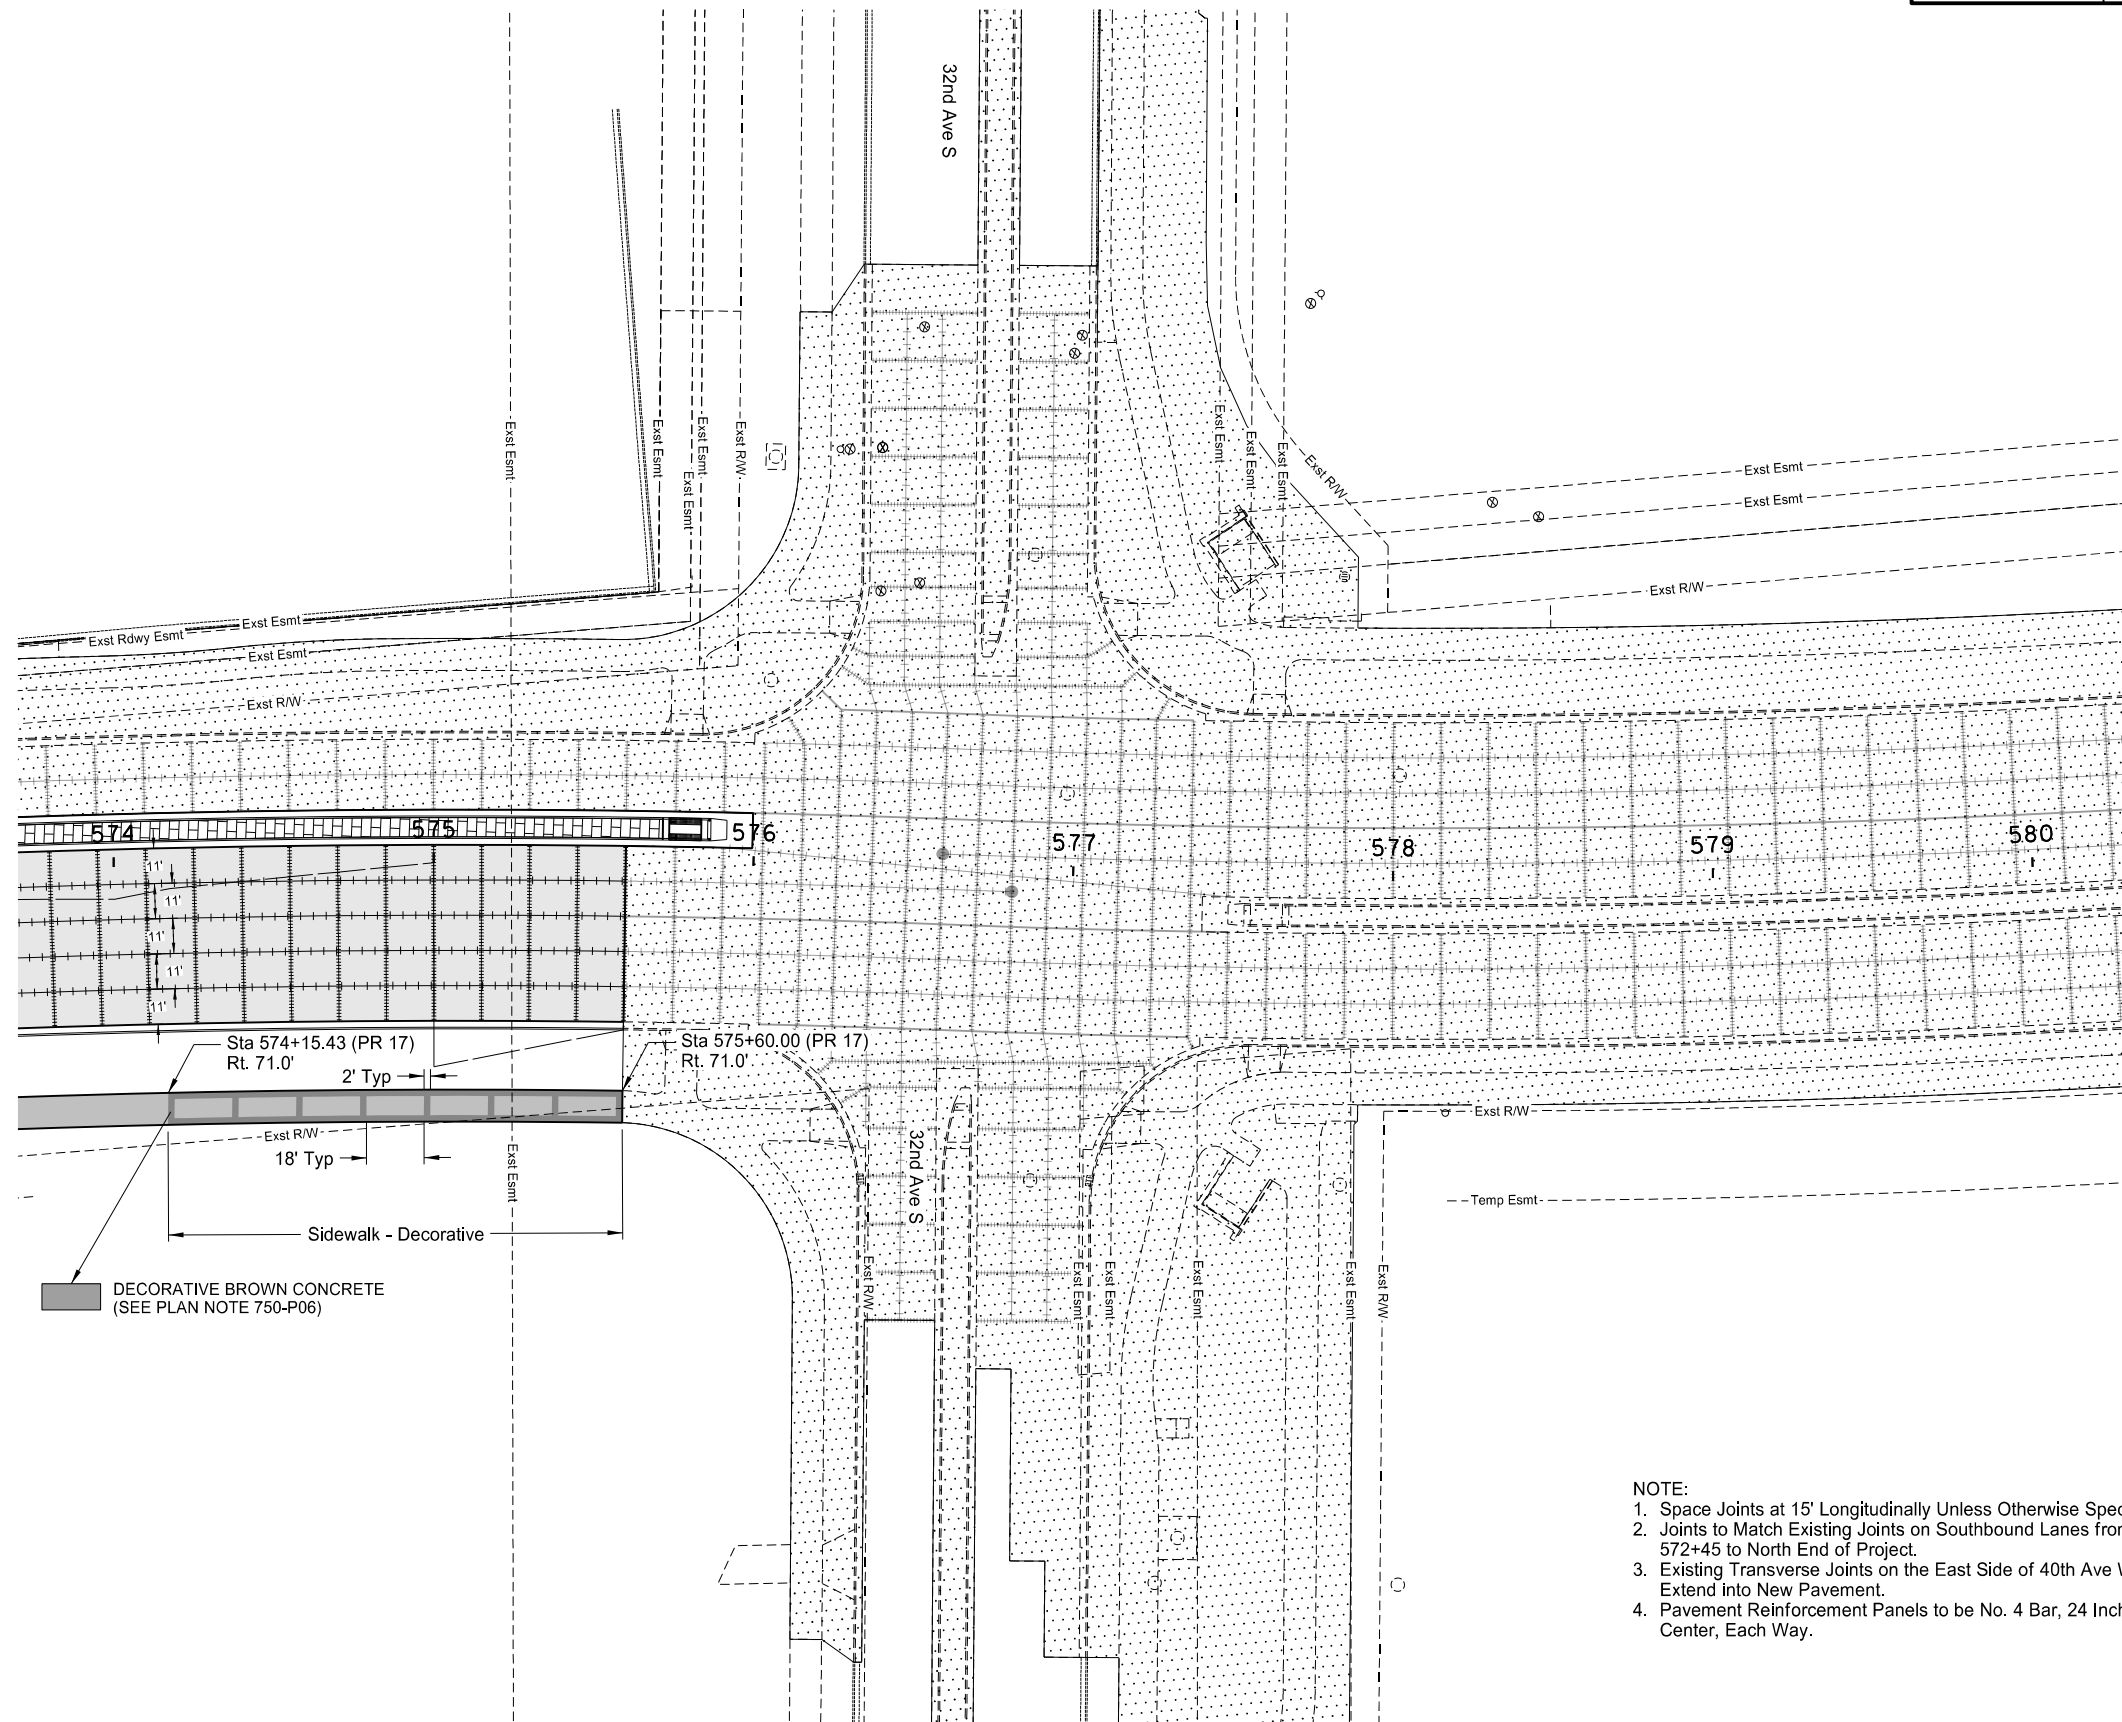 32nd Ave S
Exst Esmt
Exst Esmt
Exst Esmt
Exst Esmt
Exst R/W
Exst Esmt
Exst Esmt
Exst Esmt
Exst R/W
Exst Esmt
Exst Esmt
Exst R/W
Exst Rdwy Esmt
Exst Esmt
Exst Esmt
Exst R/W
574
575
576
577
578
579
580
11'
11'
11'
11'
11'
Sta 574+15.43 (PR 17)
Rt. 71.0'
Sta 575+60.00 (PR 17)
Rt. 71.0'
2' Typ
Exst R/W
18' Typ
Exst Esmt
32nd Ave S
Exst R/W
Temp Esmt
Sidewalk - Decorative
DECORATIVE BROWN CONCRETE
(SEE PLAN NOTE 750-P06)
Exst R/W
Exst Esmt
Exst Esmt
Exst Esmt
Exst Esmt
Exst R/W
NOTE:
1. Space Joints at 15' Longitudinally Unless Otherwise
2. Joints to Match Existing Joints on Southbound Lanes
572+45 to North End of Project.
3. Existing Transverse Joints on the East Side of 40th Ave
Extend into New Pavement.
4. Pavement Reinforcement Panels to be No. 4 Bar, 24
Center, Each Way.